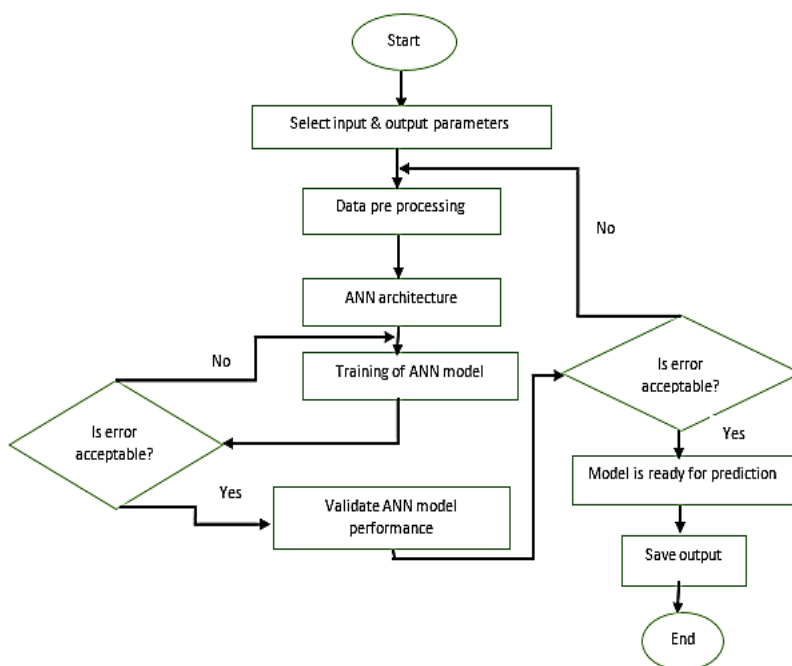 Start
Select input & output parameters
Data pre processing
No
ANN architecture
No
Training of ANN model
Is error
acceptable?
Is error
acceptable?
Yes
Yes
Model is ready for prediction
Validate ANN model
performance
Save output
End